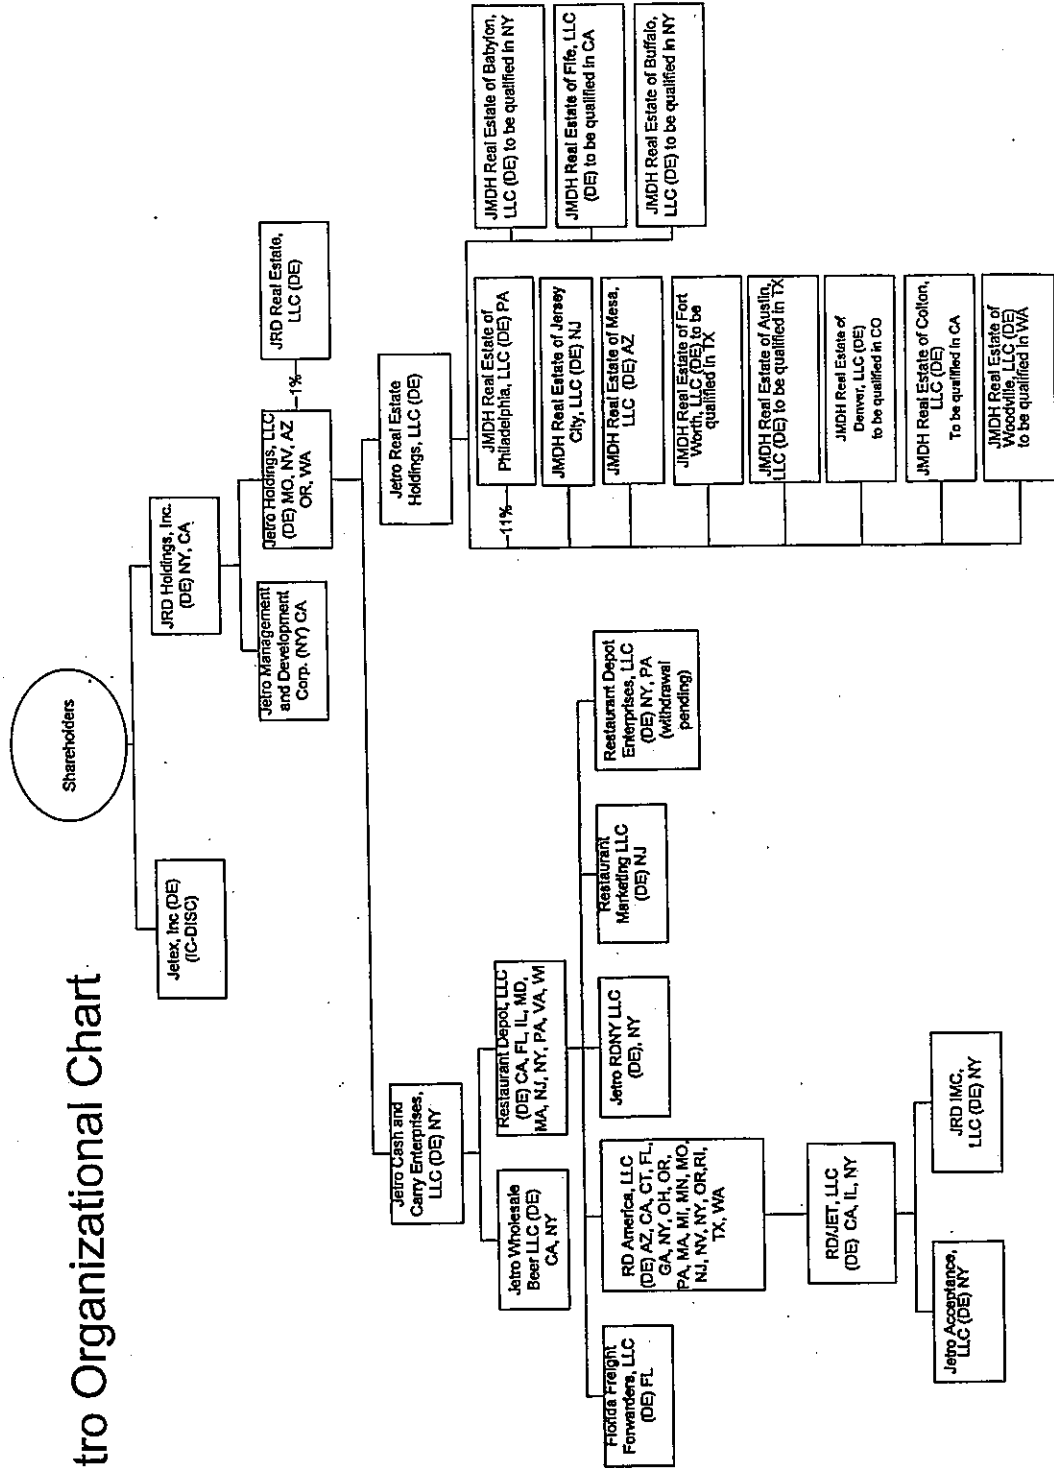 tro Organizational Chart
Shareholders
Jetex, Inc (DE)
(IC-DISC)
JRD Holdings, Inc.
(DE) NY, CA
Jetro Management
and Development
Corp. (NY) CA
Jetro Holdings, LLC
(DE) MO, NV, AZ
OR, WA
1%
JRD Real Estate,
LLC (DE)
Jetro Cash and
Carry Enterprises,
LLC (DE) NY
Jetro Real Estate
Holdings, LLC (DE)
Jetro Wholesale
Beer LLC (DE)
CA, NY
Restaurant Depot, LLC
(DE) CA, FL, IL, MD,
MA, NJ, NY, PA, VA, WI
Florida Freight
Forwarders, LLC
(DE) FL
RD America, LLC
(DE) AZ, CA, CT, FL,
GA, NY, OH, OR,
PA, MA, MI, MN, MO,
NJ, NV, NY, OR,RI,
TX, WA
Jetro RDNY LLC
(DE), NY
Restaurant
Marketing LLC
(DE) NJ
Restaurant Depot
Enterprises, LLC
(DE) NY, PA
(withdrawal
pending)
RD/JET, LLC
(DE) CA, IL, NY
Jetro Acceptance,
LLC (DE) NY
JRD IMC,
LLC (DE) NY
11%
JMDH Real Estate of
Philadelphia, LLC (DE) PA
JMDH Real Estate of Jersey
City, LLC (DE) NJ
JMDH Real Estate of Mesa,
LLC (DE) AZ
JMDH Real Estate of Fort
Worth, LLC (DE) to be
qualified in TX
JMDH Real Estate of Austin,
LLC (DE) to be qualified in TX
JMDH Real Estate of
Denver, LLC (DE)
to be qualified in CO
JMDH Real Estate of Colton,
LLC (DE)
To be qualified in CA
JMDH Real Estate of
Woodville, LLC (DE)
to be qualified in WA
JMDH Real Estate of Babylon,
LLC (DE) to be qualified in NY
JMDH Real Estate of Fife, LLC
(DE) to be qualified in CA
JMDH Real Estate of Buffalo,
LLC (DE) to be qualified in NY